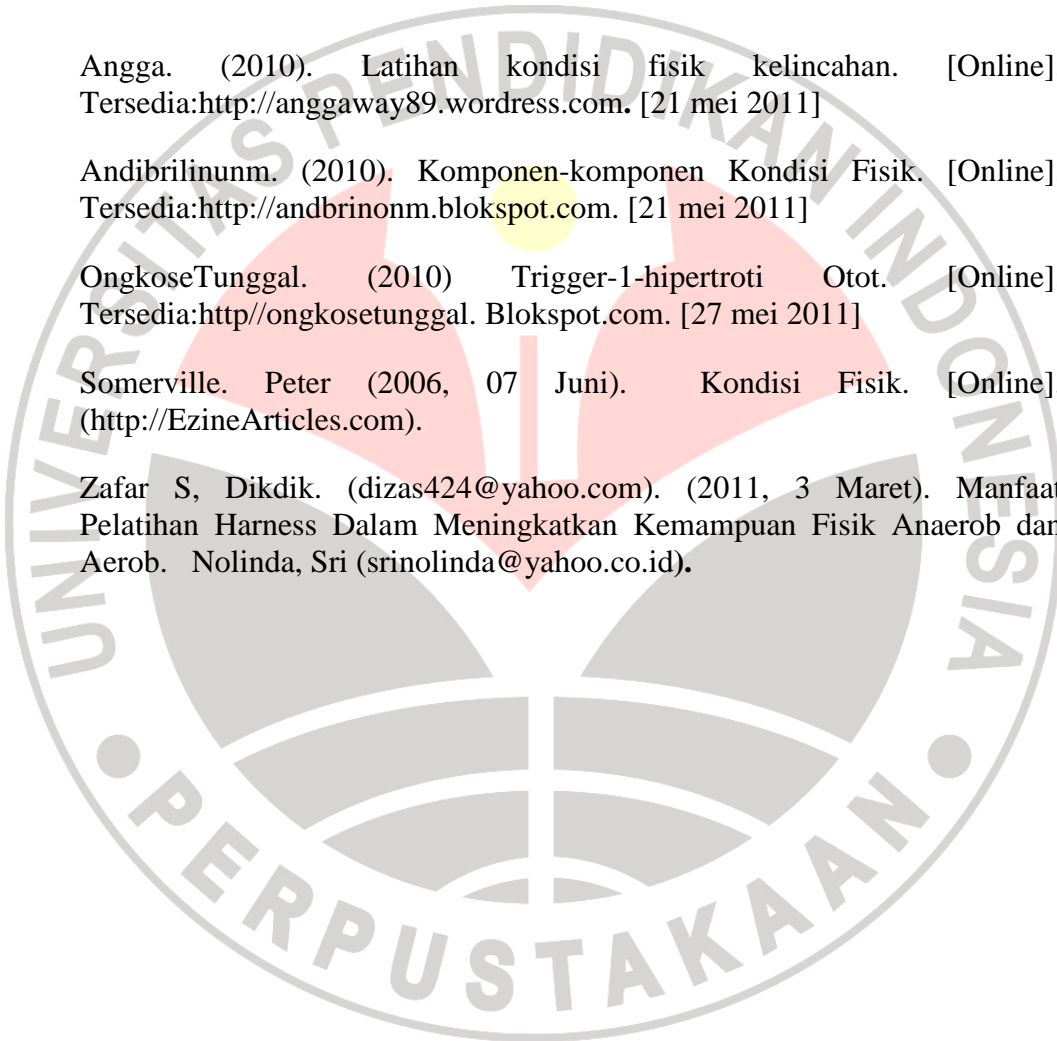 Angga. (2010). Latihan kondisi fisik kelincahan. [Online]
Tersedia:http://anggaway89.wordress.com. [21 mei 2011]
Andibrilinunm. (2010). Komponen-komponen Kondisi Fisik. [Online]
Tersedia:http://andbrinonm.blokspot.com. [21 mei 2011]
OngkoseTunggal. (2010) Trigger-1-hipertroti Otot. [Online]
Tersedia:http//ongkosetunggal. Blokspot.com. [27 mei 2011]
Somerville. Peter (2006, 07 Juni). Kondisi Fisik. [Online].
(http://EzineArticles.com).
Zafar S, Dikdik. (dizas424@yahoo.com). (2011, 3 Maret). Manfaat
Pelatihan Harness Dalam Meningkatkan Kemampuan Fisik Anaerob dan
Aerob. Nolinda, Sri (srinolinda@yahoo.co.id).
UNIVERSITAS PENDIDIKAN INDONESIA
PERPUSTAKAAN